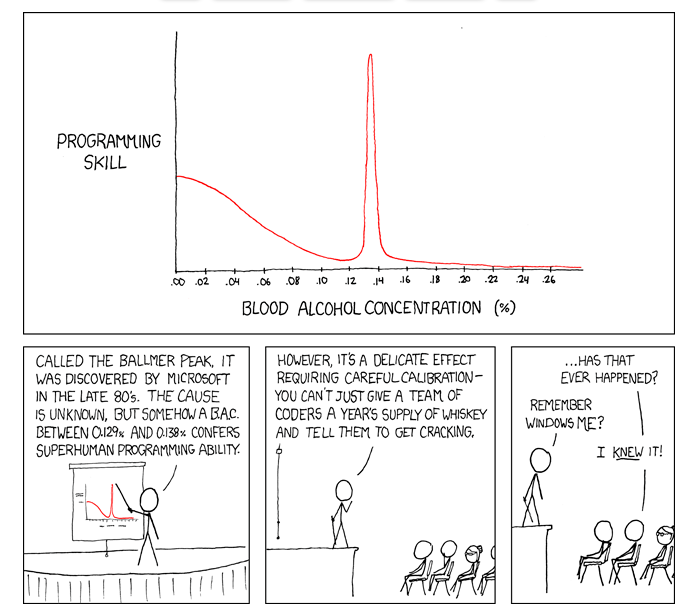 PROGRAMMING
SKILL
.00 .02 .04 .06 .08 .10 .12 .14 .16 .18 .20 .22 .24 .26
BLOOD ALCOHOL CONCENTRATION (%)
CALLED THE BALLMER PEAK, IT
WAS DISCOVERED BY MICROSOFT
IN THE LATE 80'S. THE CAUSE
IS UNKNOWN, BUT SOMEHOW A B.A.C.
BETWEEN 0.129% AND 0.138% CONFERS
SUPERHUMAN PROGRAMMING ABILITY.
HOWEVER, IT'S A DELICATE EFFECT
REQUIRING CAREFUL CALIBRATION—
YOU CAN'T JUST GIVE A TEAM OF
CODERS A YEAR'S SUPPLY OF WHISKEY
AND TELL THEM TO GET CRACKING.
...HAS THAT
EVER HAPPENED?
REMEMBER
WINDOWS ME?
I KNEW IT!